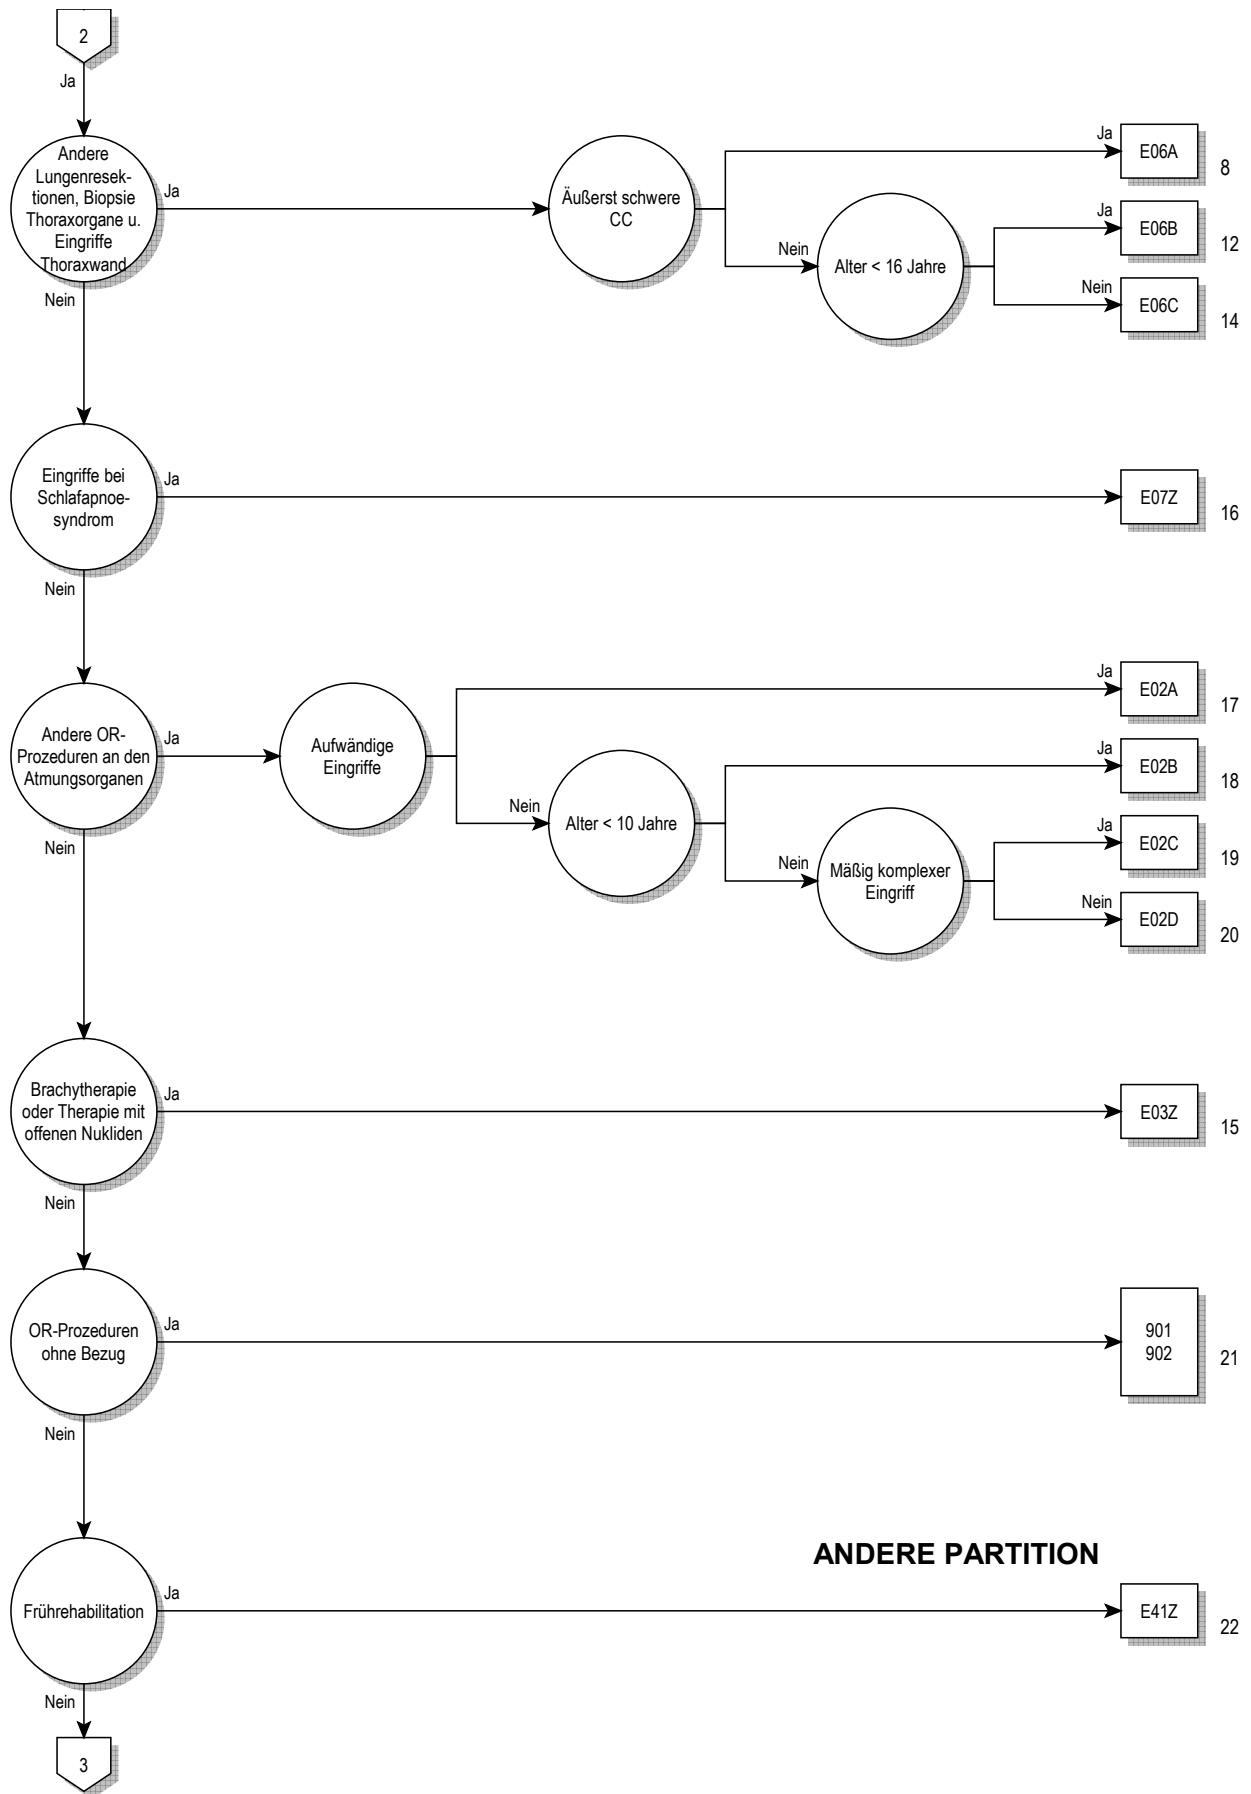 2
Ja
Andere
Lungenresek-
tionen, Biopsie
Thoraxorgane u.
Eingriffe
Thoraxwand
Ja
Äußerst schwere
CC
Ja
E06A
8
Nein
Alter < 16 Jahre
Ja
E06B
12
Nein
E06C
14
Nein
Eingriffe bei
Schlafapnoe-
syndrom
Ja
E07Z
16
Nein
Andere OR-
Prozeduren an den
Atmungsorganen
Ja
Aufwändige
Eingriffe
Ja
E02A
17
Nein
Alter < 10 Jahre
Ja
E02B
18
Nein
Mäßig komplexer
Eingriff
Ja
E02C
19
Nein
E02D
20
Nein
Brachytherapie
oder Therapie mit
offenen Nukliden
Ja
E03Z
15
Nein
OR-Prozeduren
ohne Bezug
Ja
901
902
21
Nein
ANDERE PARTITION
Frührehabilitation
Ja
E41Z
22
Nein
3